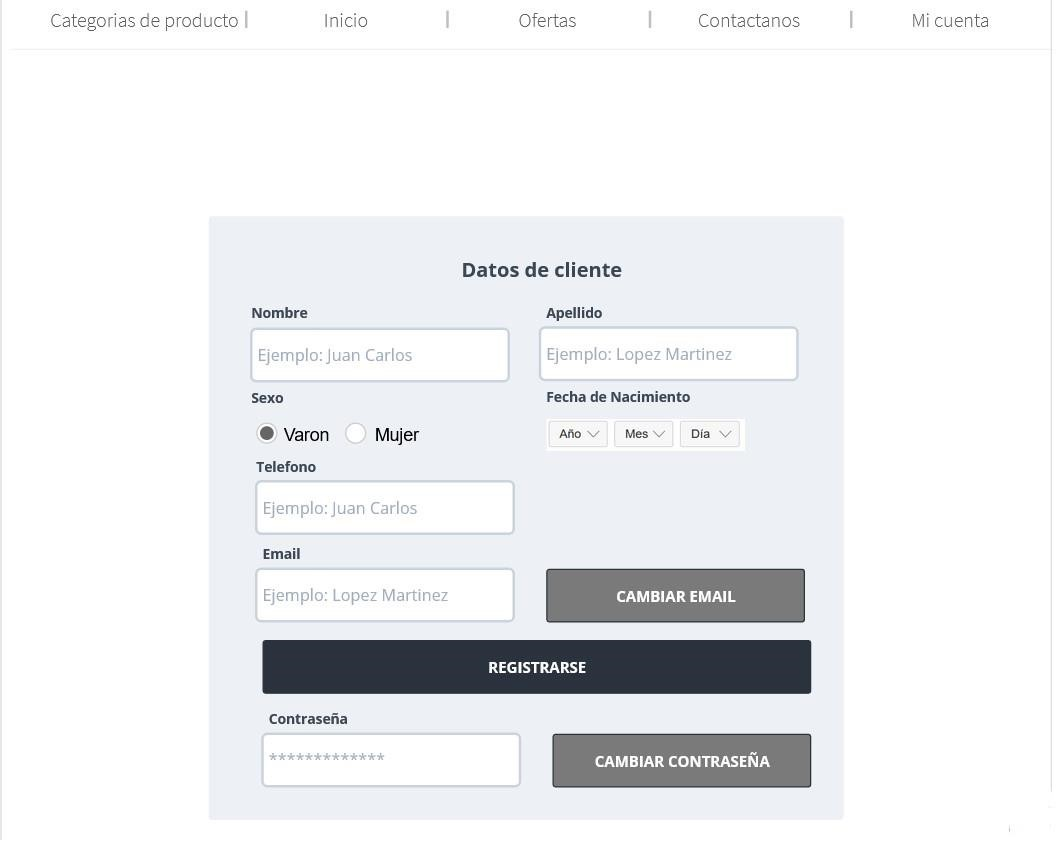 Categorias de producto | Inicio | Ofertas | Contactanos | Mi cuenta
Datos de cliente
Nombre Apellido
Ejemplo: Juan Carlos Ejemplo: Lopez Martinez
Sexo Fecha de Nacimiento
Varon Mujer Año Mes Día
Telefono
Ejemplo: Juan Carlos
Email
Ejemplo: Lopez Martinez CAMBIAR EMAIL
REGISTRARSE
Contraseña
************* CAMBIAR CONTRASEÑA